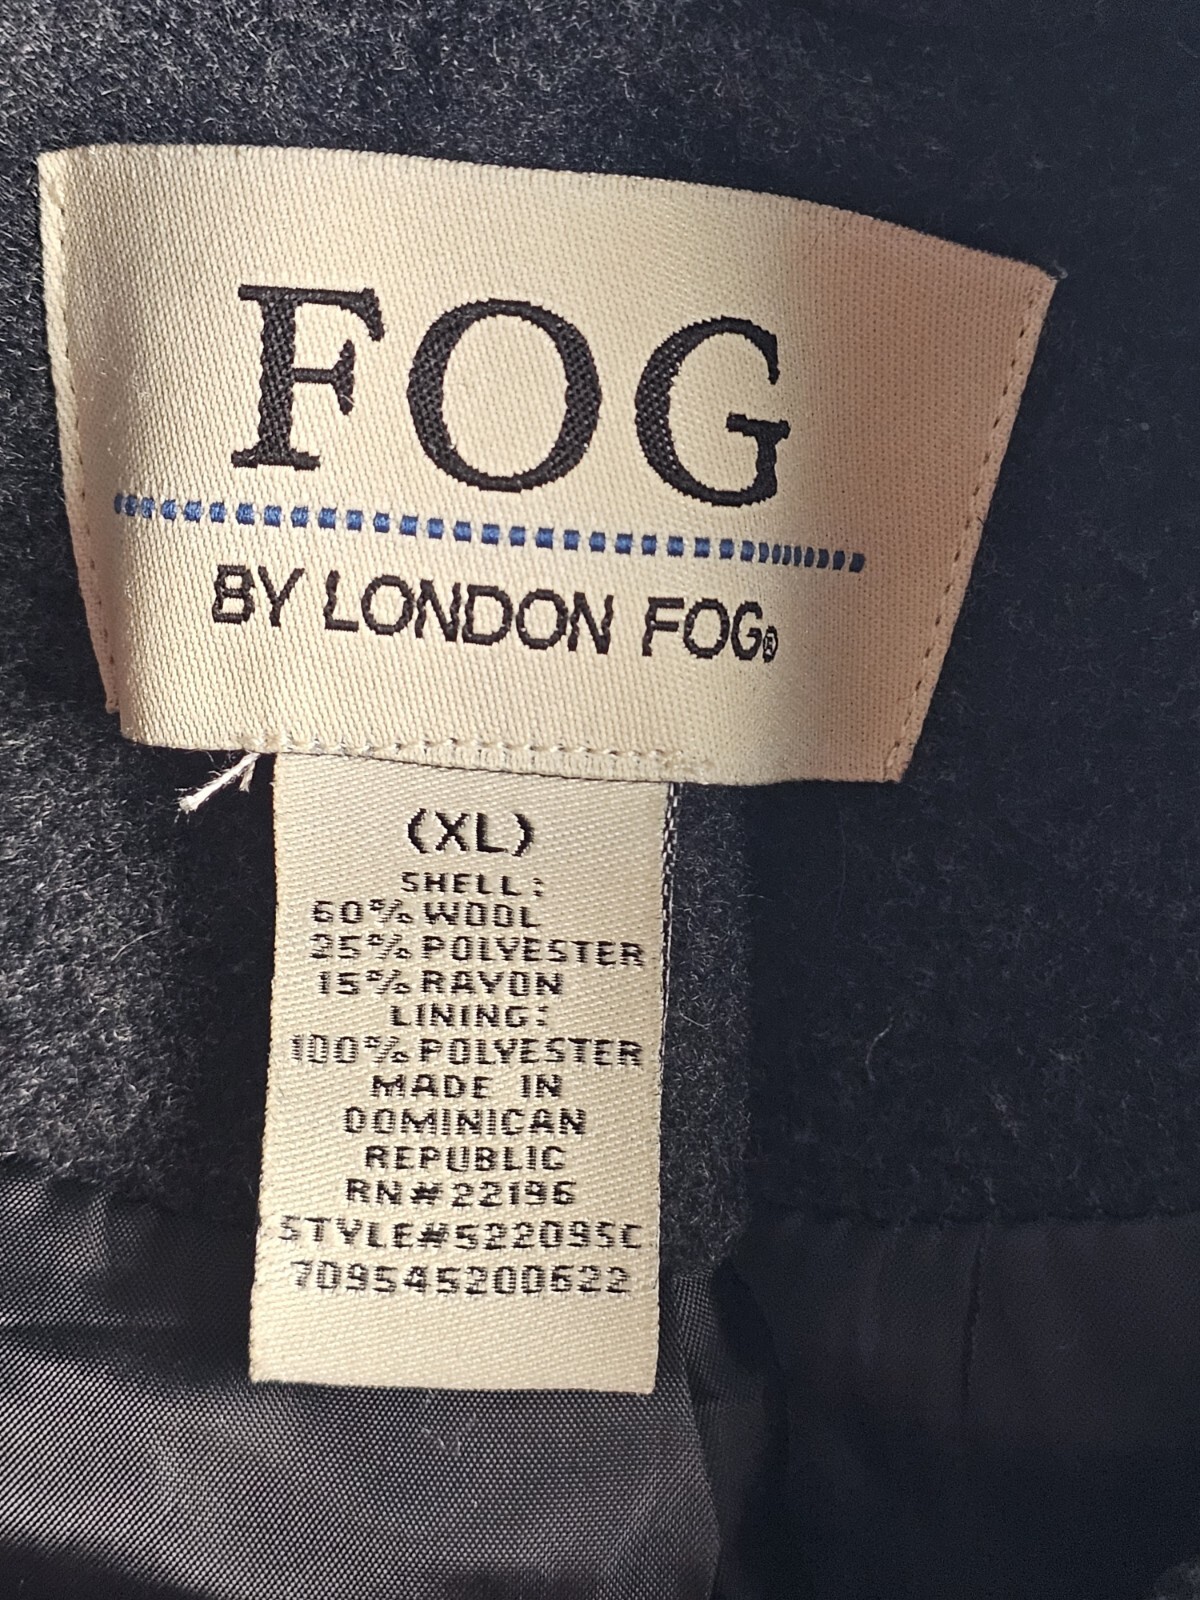 FOG
BY LONDON FOG®
(XL)
SHELL:
60% WOOL
25% POLYESTER
15% RAYON
LINING:
100% POLYESTER
MADE IN
DOMINICAN
REPUBLIC
RN#22196
STYLE#522095C
709545200622